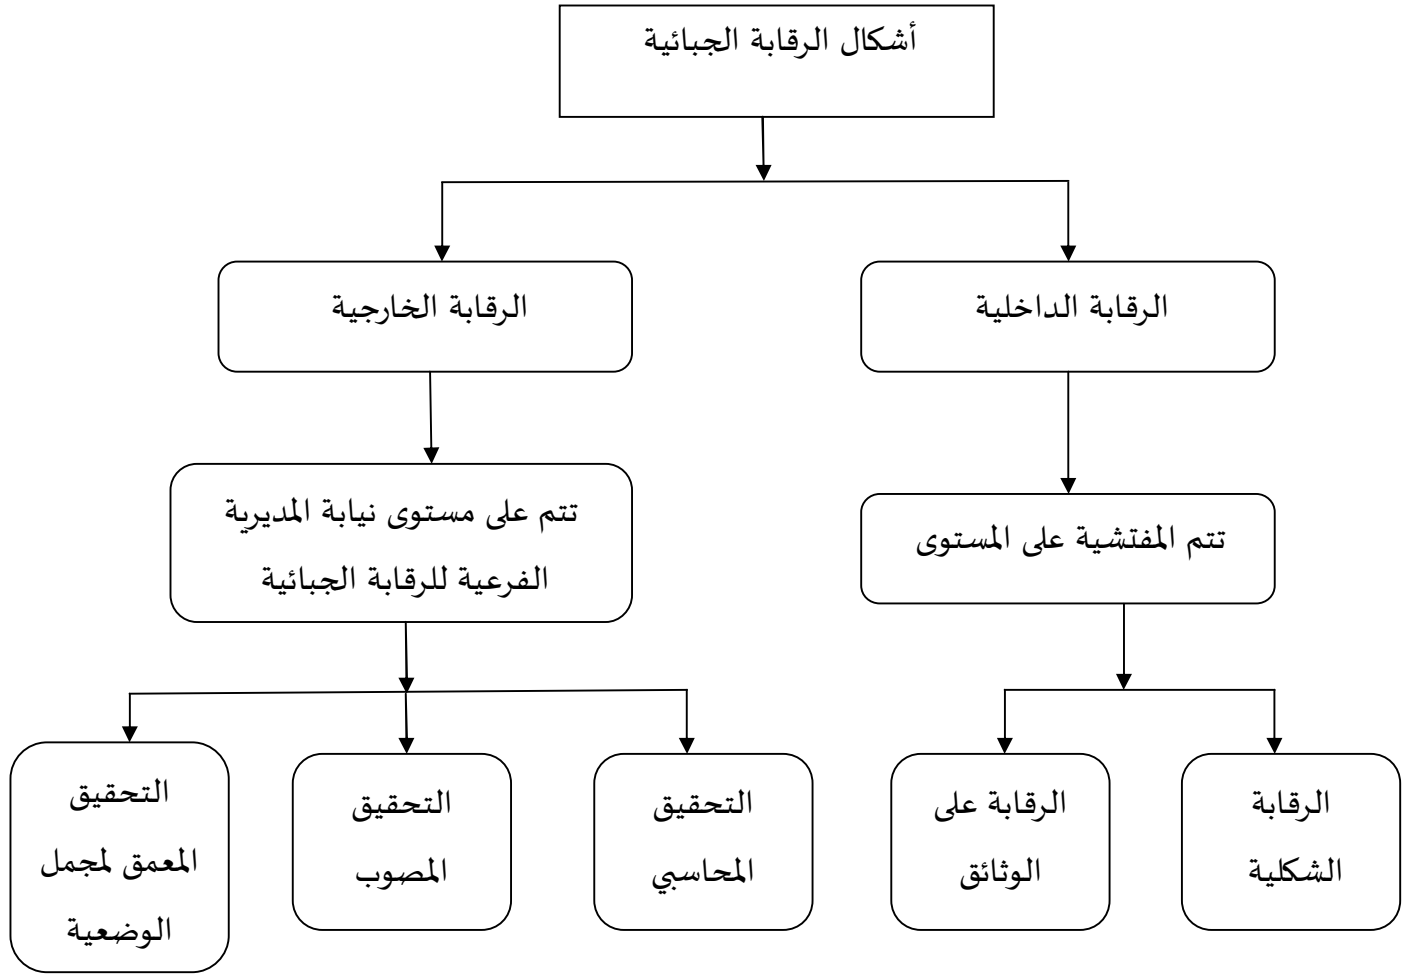 أشكال الرقابة الجبائية
الرقابة الداخلية
الرقابة الخارجية
تتم المفتشية على المستوى
تتم على مستوى نيابة المديرية
الفرعية للرقابة الجبائية
الرقابة
الشكلية
الرقابة على
الوثائق
التحقيق
المحاسبي
التحقيق
المصوب
التحقيق
المعمق لمجمل
الوضعية